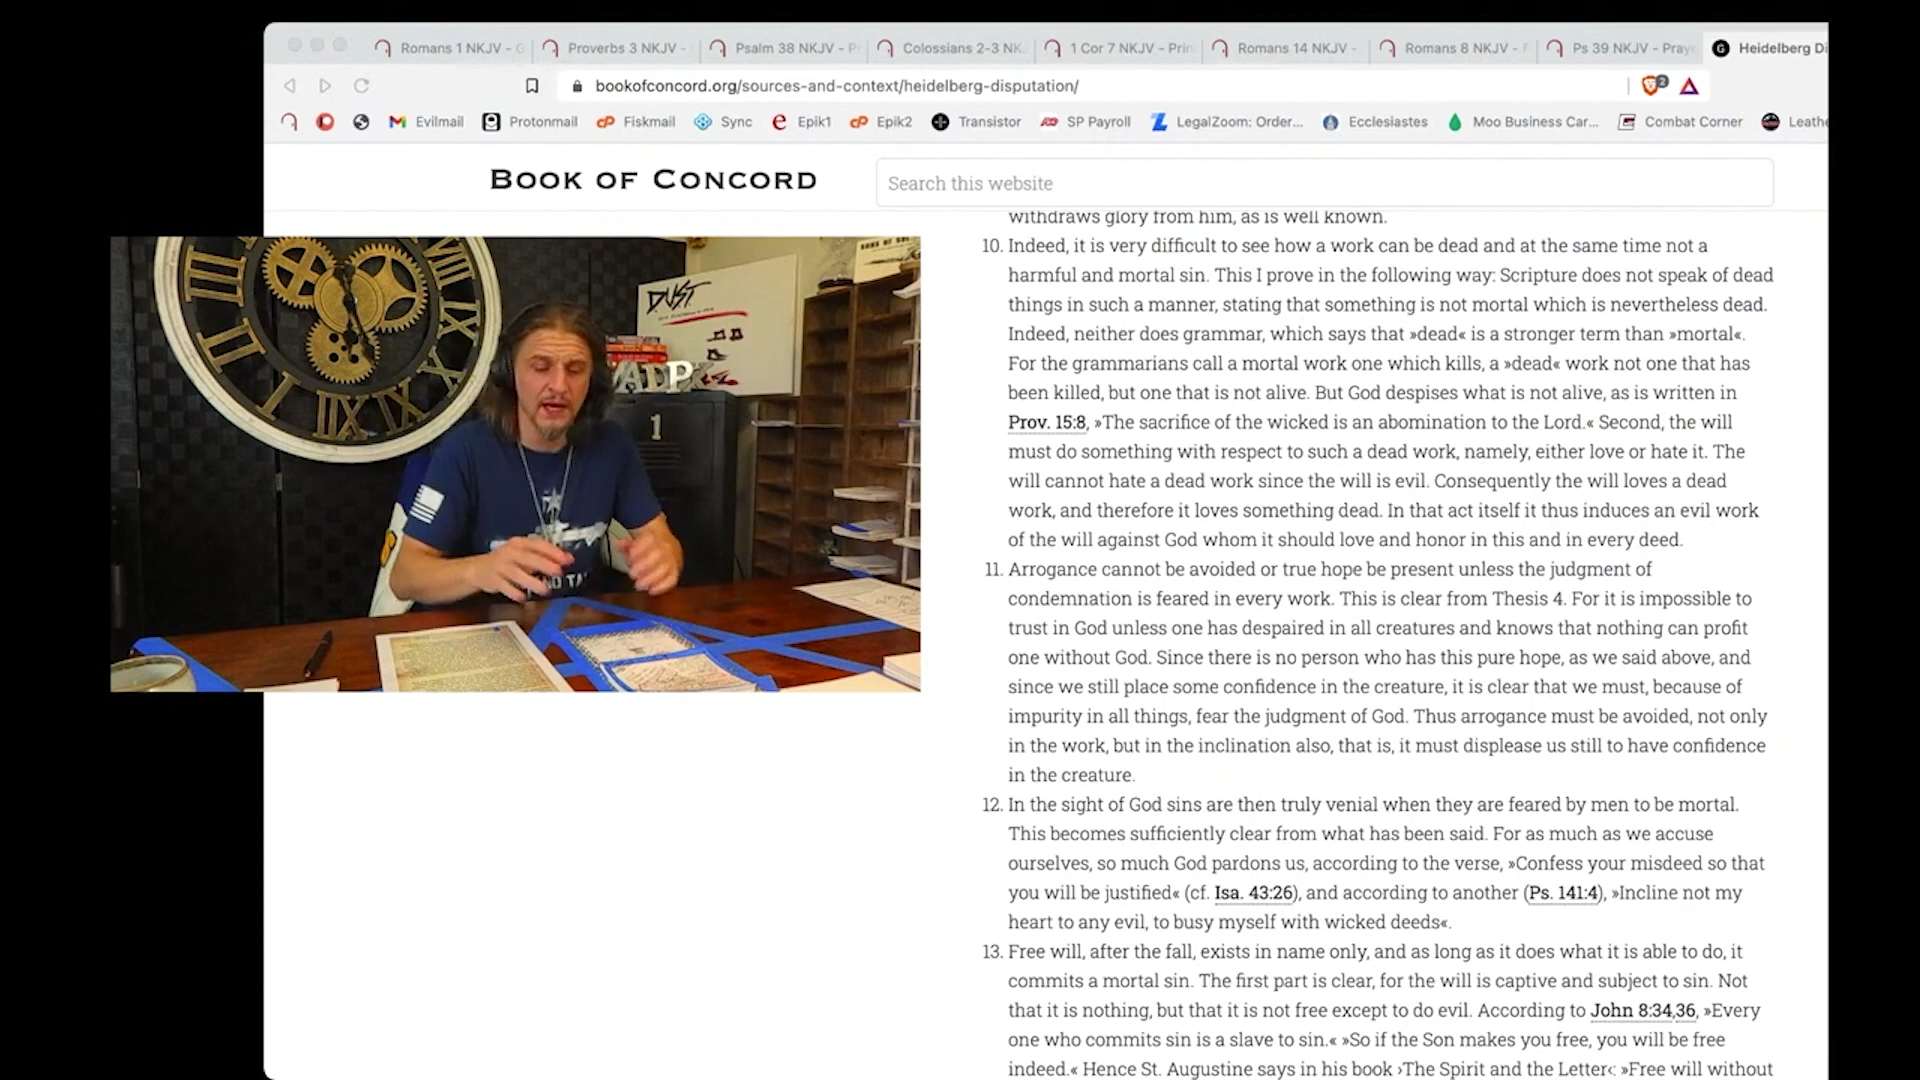 Romans 1 NKJV - G
Proverbs 3 NKJV -
Psalm 38 NKJV - P
Colossians 2-3 NK
1 Cor 7 NKJV - Prin
Romans 14 NKJV -
Romans 8 NKJV - F
Ps 39 NKJV - Praye
Heidelberg Di
bookofconcord.org/sources-and-context/heidelberg-disputation/
2
Evilmail
Protonmail
Fiskmail
Sync
Epik1
Epik2
Transistor
SP Payroll
LegalZoom: Order...
Ecclesiastes
Moo Business Car...
Combat Corner
Leathe
BOOK OF CONCORD
Search this website
withdraws glory from him, as is well known.
10. Indeed, it is very difficult to see how a work can be dead and at the same time not a
harmful and mortal sin. This I prove in the following way: Scripture does not speak of dead
things in such a manner, stating that something is not mortal which is nevertheless dead.
Indeed, neither does grammar, which says that »dead« is a stronger term than »mortal«.
For the grammarians call a mortal work one which kills, a »dead« work not one that has
been killed, but one that is not alive. But God despises what is not alive, as is written in
Prov. 15:8, »The sacrifice of the wicked is an abomination to the Lord.« Second, the will
must do something with respect to such a dead work, namely, either love or hate it. The
will cannot hate a dead work since the will is evil. Consequently the will loves a dead
work, and therefore it loves something dead. In that act itself it thus induces an evil work
of the will against God whom it should love and honor in this and in every deed.
11. Arrogance cannot be avoided or true hope be present unless the judgment of
condemnation is feared in every work. This is clear from Thesis 4. For it is impossible to
trust in God unless one has despaired in all creatures and knows that nothing can profit
one without God. Since there is no person who has this pure hope, as we said above, and
since we still place some confidence in the creature, it is clear that we must, because of
impurity in all things, fear the judgment of God. Thus arrogance must be avoided, not only
in the work, but in the inclination also, that is, it must displease us still to have confidence
in the creature.
12. In the sight of God sins are then truly venial when they are feared by men to be mortal.
This becomes sufficiently clear from what has been said. For as much as we accuse
ourselves, so much God pardons us, according to the verse, »Confess your misdeed so that
you will be justified« (cf. Isa. 43:26), and according to another (Ps. 141:4), »Incline not my
heart to any evil, to busy myself with wicked deeds«.
13. Free will, after the fall, exists in name only, and as long as it does what it is able to do, it
commits a mortal sin. The first part is clear, for the will is captive and subject to sin. Not
that it is nothing, but that it is not free except to do evil. According to John 8:34,36, »Every
one who commits sin is a slave to sin.« »So if the Son makes you free, you will be free
indeed.« Hence St. Augustine says in his book ›The Spirit and the Letter‹: »Free will without
DUST
1